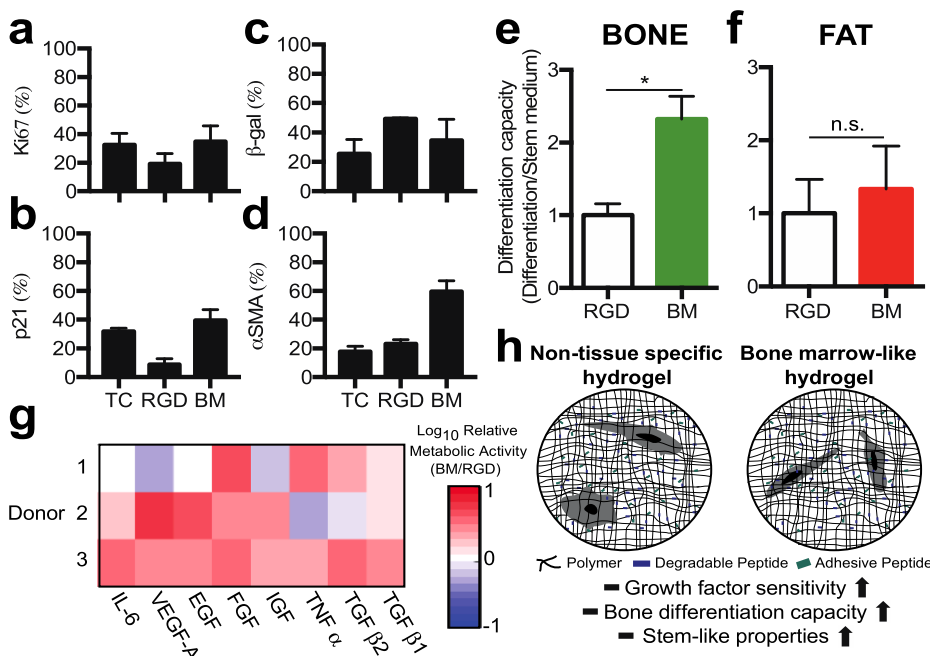 a
Ki67 (%)
100
80
60
40
20
0
b
p21 (%)
100
80
60
40
20
0
TC RGD BM
c
β-gal (%)
100
80
60
40
20
0
d
αSMA (%)
100
80
60
40
20
0
TC RGD BM
e BONE
Differentiation capacity
(Differentiation/Stem medium)
3
2
1
0
*
RGD BM
f FAT
3
2
1
0
n.s.
RGD BM
g
Donor
1
2
3
IL-6
VEGF-A
EGF
FGF
IGF
TNF α
TGF β2
TGF β1
Log10 Relative
Metabolic Activity
(BM/RGD)
1
0
-1
h
Non-tissue specific
hydrogel
Bone marrow-like
hydrogel
Polymer Degradable Peptide Adhesive Peptide
Growth factor sensitivity ⬆
Bone differentiation capacity ⬆
Stem-like properties ⬆